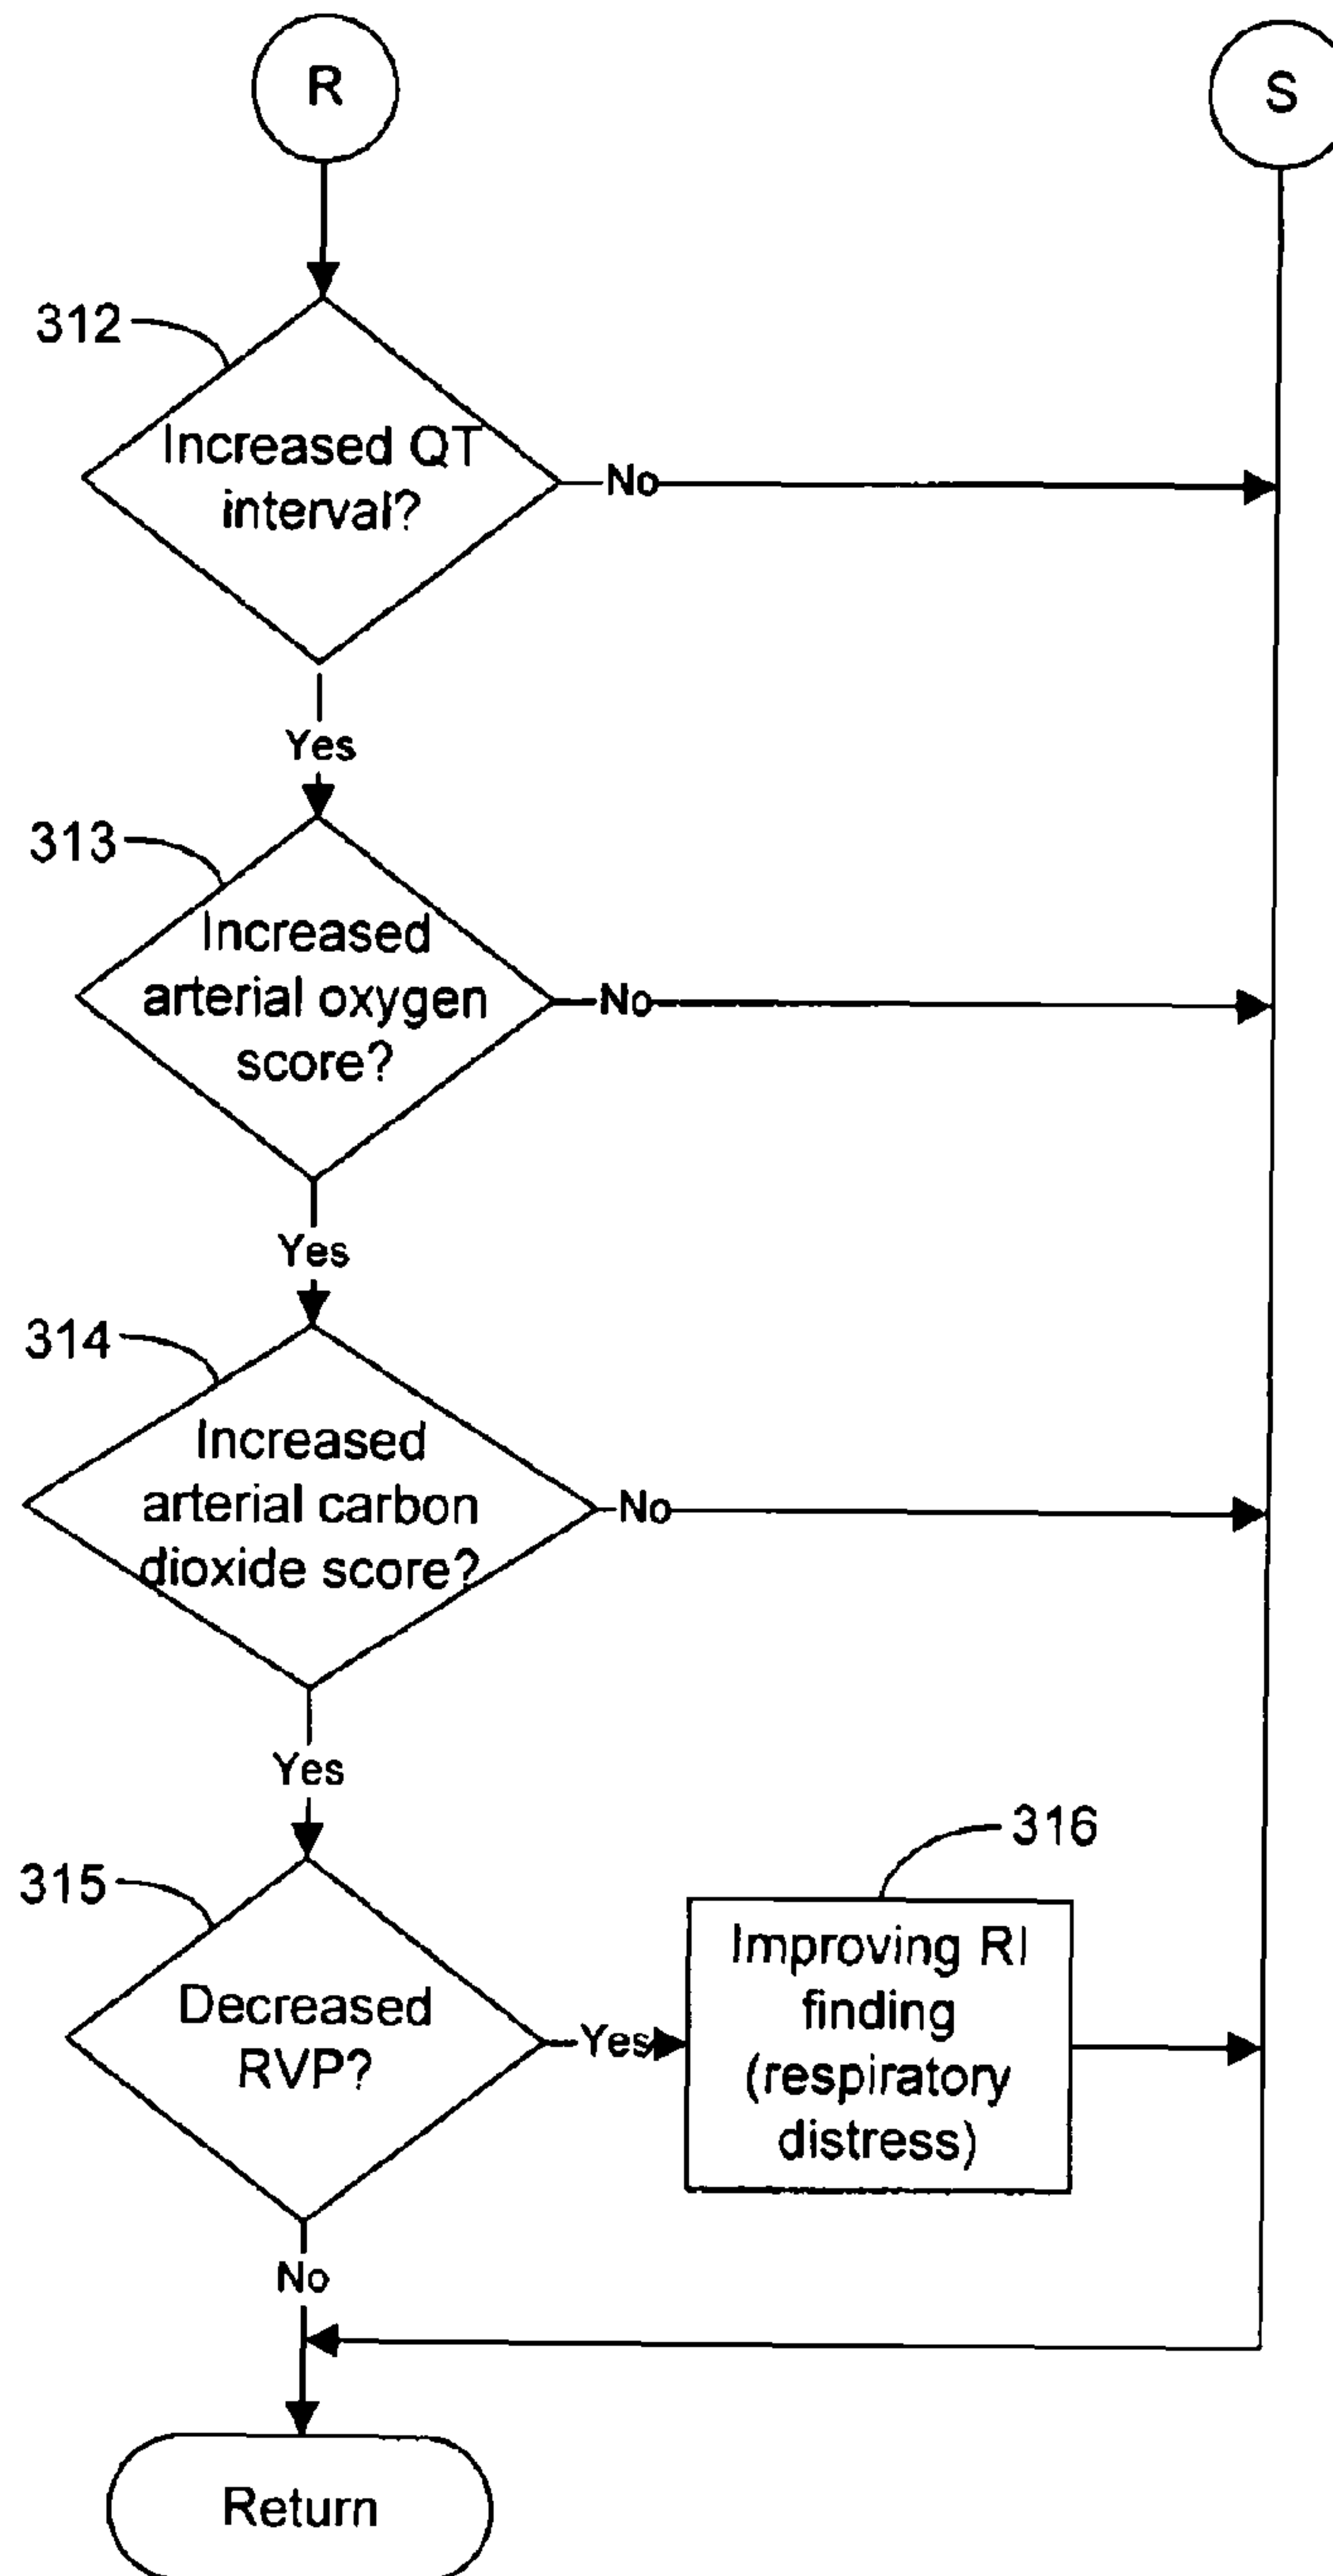 R
S
312
Increased QT
interval?
No
Yes
313
Increased
arterial oxygen
score?
No
Yes
314
Increased
arterial carbon
dioxide score?
No
Yes
315
Decreased
RVP?
Yes
316
Improving RI
finding
(respiratory
distress)
No
Return